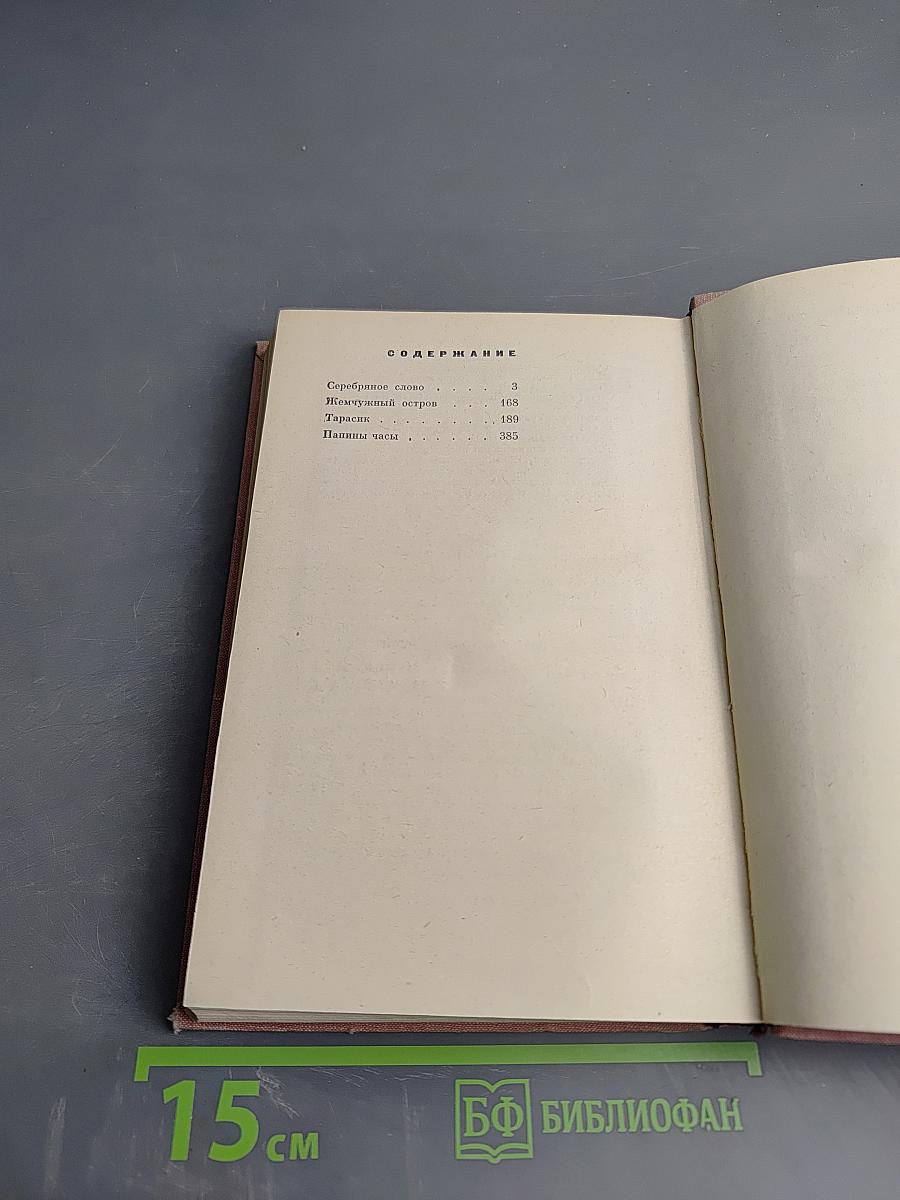 СОДЕРЖАНИЕ
Серебряное слово . . . . 3
Жемчужный остров . . . 168
Тарасик . . . . . . . . 189
Папины часы . . . . . . 385
15 см
БФ БИБЛИОФАН